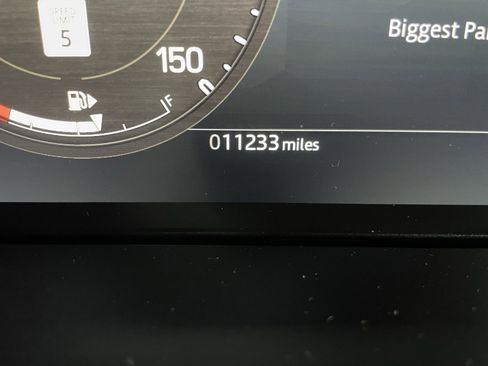 SPEED
LIMIT
5
Biggest Pa
150
F
011233 miles